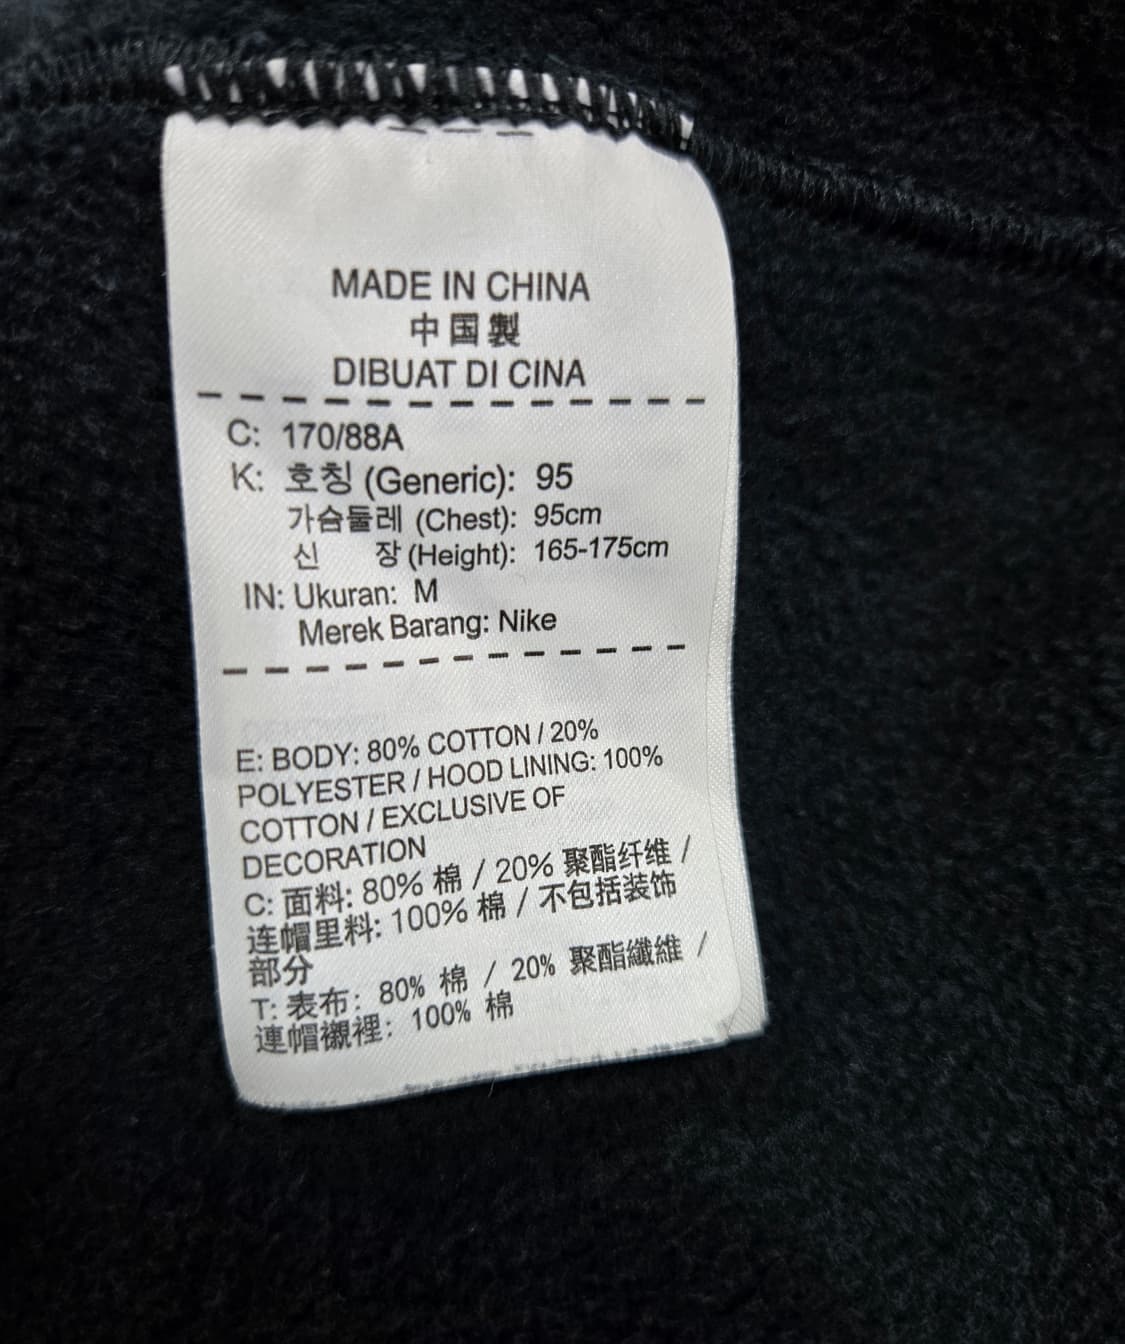 MADE IN CHINA
中国製
DIBUAT DI CINA
C: 170/88A
K: 호칭 (Generic): 95
가슴둘레 (Chest): 95cm
신 장 (Height): 165-175cm
IN: Ukuran: M
Merek Barang: Nike
E: BODY: 80% COTTON / 20%
POLYESTER / HOOD LINING: 100%
COTTON / EXCLUSIVE OF
DECORATION
C: 面料: 80% 棉 / 20% 聚酯纤维 /
连帽里料: 100% 棉 / 不包括装饰
部分
T: 表布: 80% 棉 / 20% 聚酯纖維 /
連帽襯裡: 100% 棉